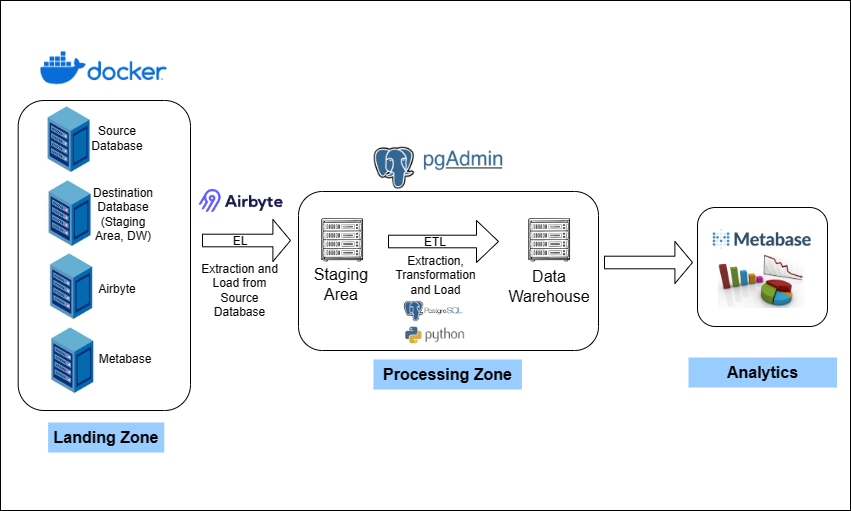 docker
Source
Database
Destination
Database
(Staging
Area, DW)
Airbyte
Metabase
Landing Zone
Airbyte
EL
Extraction and
Load from
Source
Database
pgAdmin
Staging
Area
ETL
Extraction,
Transformation
and Load
PostgreSQL
python
Data
Warehouse
Processing Zone
Metabase
Analytics